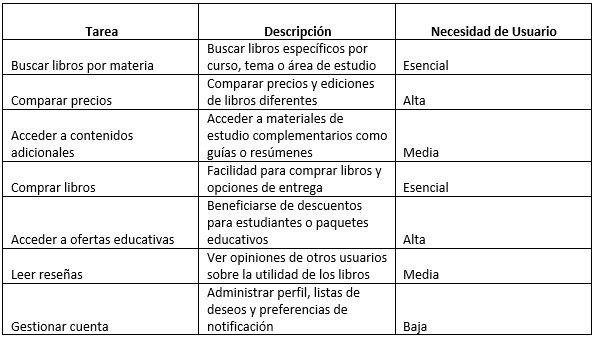 Tarea Descripción Necesidad de Usuario
Buscar libros por materia
Buscar libros específicos por
curso, tema o área de estudio
Esencial
Comparar precios
Comparar precios y ediciones
de libros diferentes
Alta
Acceder a contenidos
adicionales
Acceder a materiales de
estudio complementarios como
guías o resúmenes
Media
Comprar libros
Facilidad para comprar libros y
opciones de entrega
Esencial
Acceder a ofertas educativas
Beneficiarse de descuentos
para estudiantes o paquetes
educativos
Alta
Leer reseñas
Ver opiniones de otros usuarios
sobre la utilidad de los libros
Media
Gestionar cuenta
Administrar perfil, listas de
deseos y preferencias de
notificación
Baja